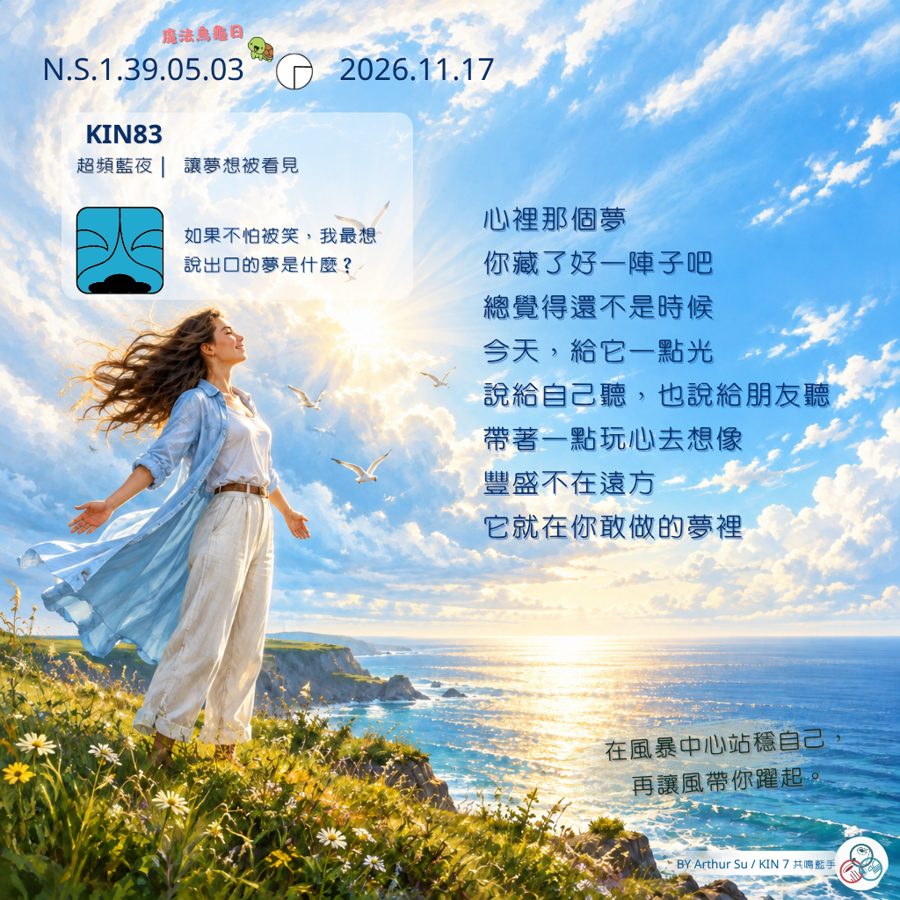 魔法烏龜日
N.S.1.39.05.03
2026.11.17
KIN83
超頻藍夜 | 讓夢想被看見
如果不怕被笑，我最想
說出口的夢是什麼？
心裡那個夢
你藏了好一陣子吧
總覺得還不是時候
今天，給它一點光
說給自己聽，也說給朋友聽
帶著一點玩心去想像
豐盛不在遠方
它就在你敢做的夢裡
在風暴中心站穩自己，
再讓風帶你躍起。
BY Arthur Su / KIN 7 共鳴藍手